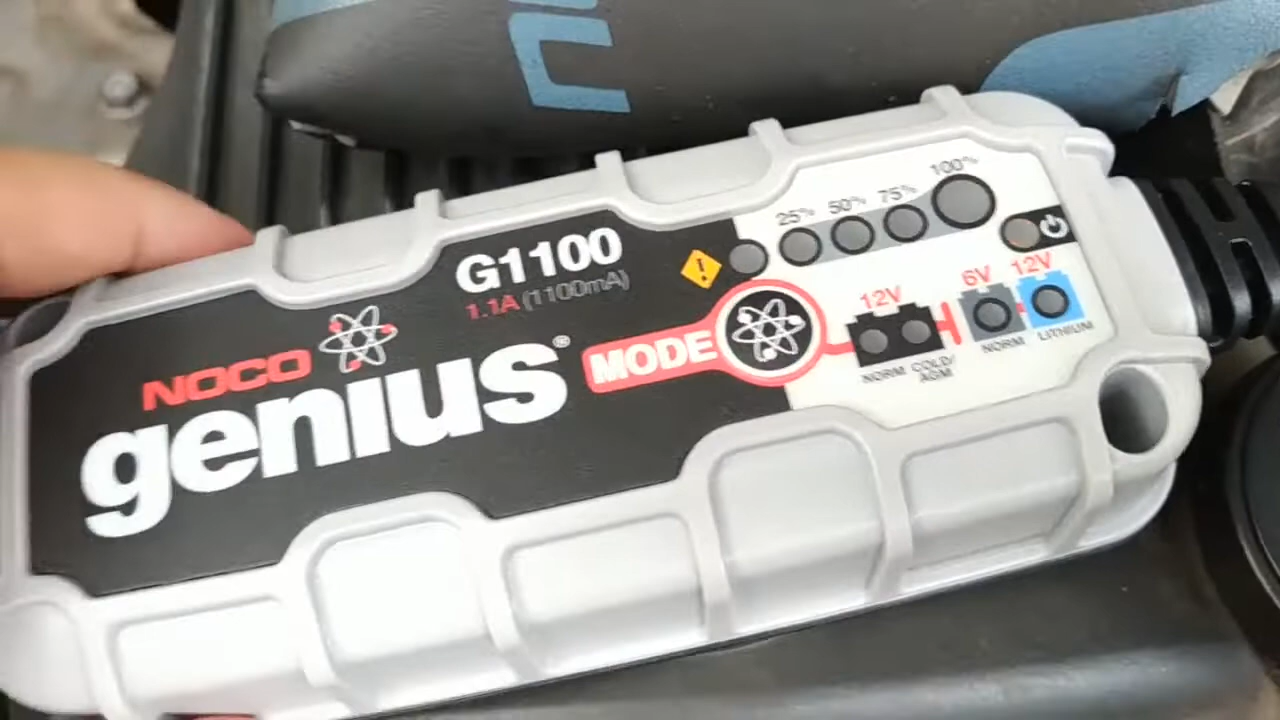 G1100
1.1A (1100mA)
NOCO
genius®
MODE
!
25% 50% 75% 100%
12V
NORM COLD/
AGM
6V
NORM
12V
LITHIUM